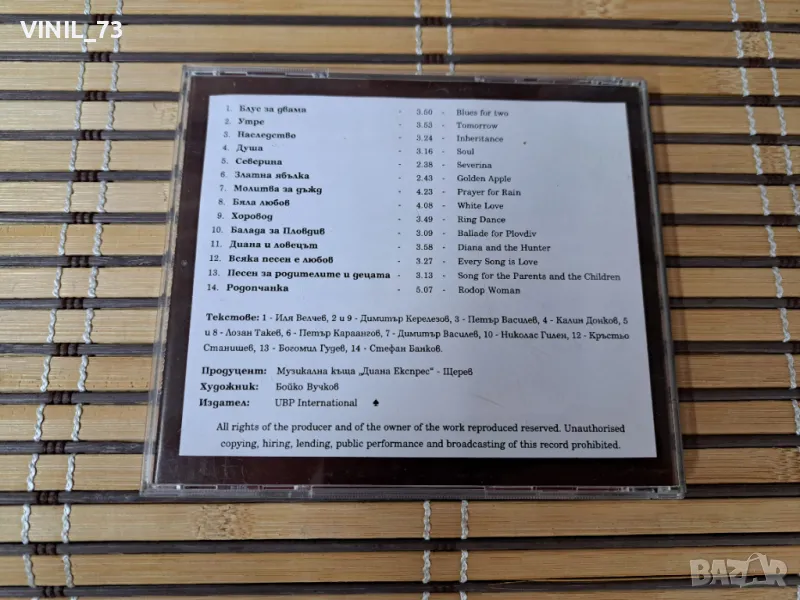 VINIL_73
1. Блус за двама - 3.50 - Blues for two
2. Утре - 3.53 - Tomorrow
3. Наследство - 3.24 - Inheritance
4. Душа - 3.16 - Soul
5. Северина - 2.38 - Severina
6. Златна ябълка - 2.43 - Golden Apple
7. Молитва за дъжд - 4.23 - Prayer for Rain
8. Бяла любов - 4.08 - White Love
9. Хоровод - 3.49 - Ring Dance
10. Балада за Пловдив - 3.09 - Ballade for Plovdiv
11. Диана и ловецът - 3.58 - Diana and the Hunter
12. Всяка песен е любов - 3.27 - Every Song is Love
13. Песен за родителите и децата - 3.13 - Song for the Parents and the Children
14. Родопчанка - 5.07 - Rodop Woman
Текстове: 1 - Иля Велчев, 2 и 9 - Димитър Керелезов, 3 - Петър Василев, 4 - Калин Донков, 5
и 8 - Лозан Такев, 6 - Петър Караангов, 7 - Димитър Василев, 10 - Николас Гилен, 12 - Кръстьо
Станишев, 13 - Богомил Гудев, 14 - Стефан Банков.
Продуцент: Музикална къща „Диана Експрес“ - Щерев
Художник: Бойко Вучков
Издател: UBP International ♠
All rights of the producer and of the owner of the work reproduced reserved. Unauthorised
copying, hiring, lending, public performance and broadcasting of this record prohibited.
BAZAR